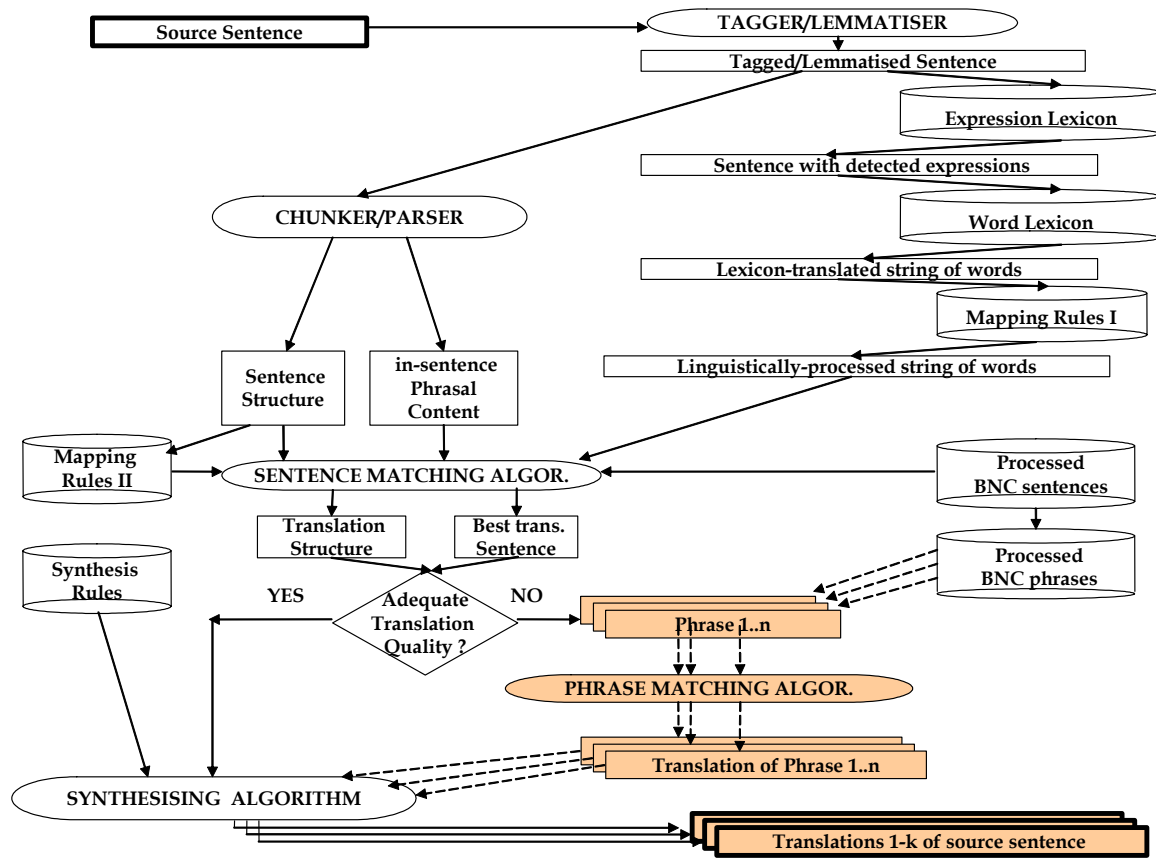 Source Sentence
TAGGER/LEMMATISER
Tagged/Lemmatised Sentence
Expression Lexicon
Sentence with detected expressions
CHUNKER/PARSER
Word Lexicon
Lexicon-translated string of words
Mapping Rules I
Linguistically-processed string of words
Sentence
Structure
in-sentence
Phrasal
Content
Mapping
Rules II
SENTENCE MATCHING ALGOR.
Processed
BNC sentences
Translation
Structure
Best trans.
Sentence
Synthesis
Rules
Processed
BNC phrases
YES
Adequate
Translation
Quality ?
NO
Phrase 1..n
PHRASE MATCHING ALGOR.
Translation of Phrase 1..n
SYNTHESISING ALGORITHM
Translations 1-k of source sentence